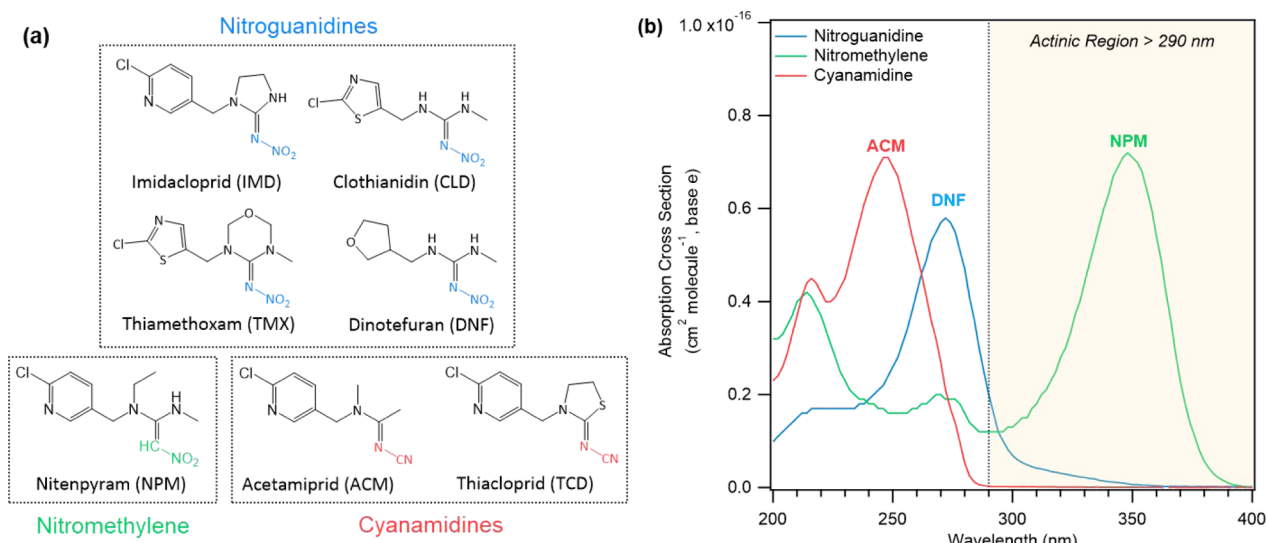 (a)
Nitroguanidines
Cl
N
N
NH
N
NO2
Imidacloprid (IMD)
Cl
N
S
H
N
H
N
N
NO2
Clothianidin (CLD)
Cl
N
S
O
N
N
N
NO2
Thiamethoxam (TMX)
O
H
N
H
N
N
NO2
Dinotefuran (DNF)
Cl
N
N
H
N
HC
NO2
Nitenpyram (NPM)
Nitromethylene
Cl
N
N
N
CN
Acetamiprid (ACM)
Cl
N
N
S
N
CN
Thiacloprid (TCD)
Cyanamidines
(b)
1.0 x10-16
0.8
0.6
0.4
0.2
0.0
Absorption Cross Section
(cm2 molecule-1, base e)
Nitroguanidine
Nitromethylene
Cyanamidine
Actinic Region > 290 nm
ACM
DNF
NPM
200
250
300
350
400
Wavelength (nm)